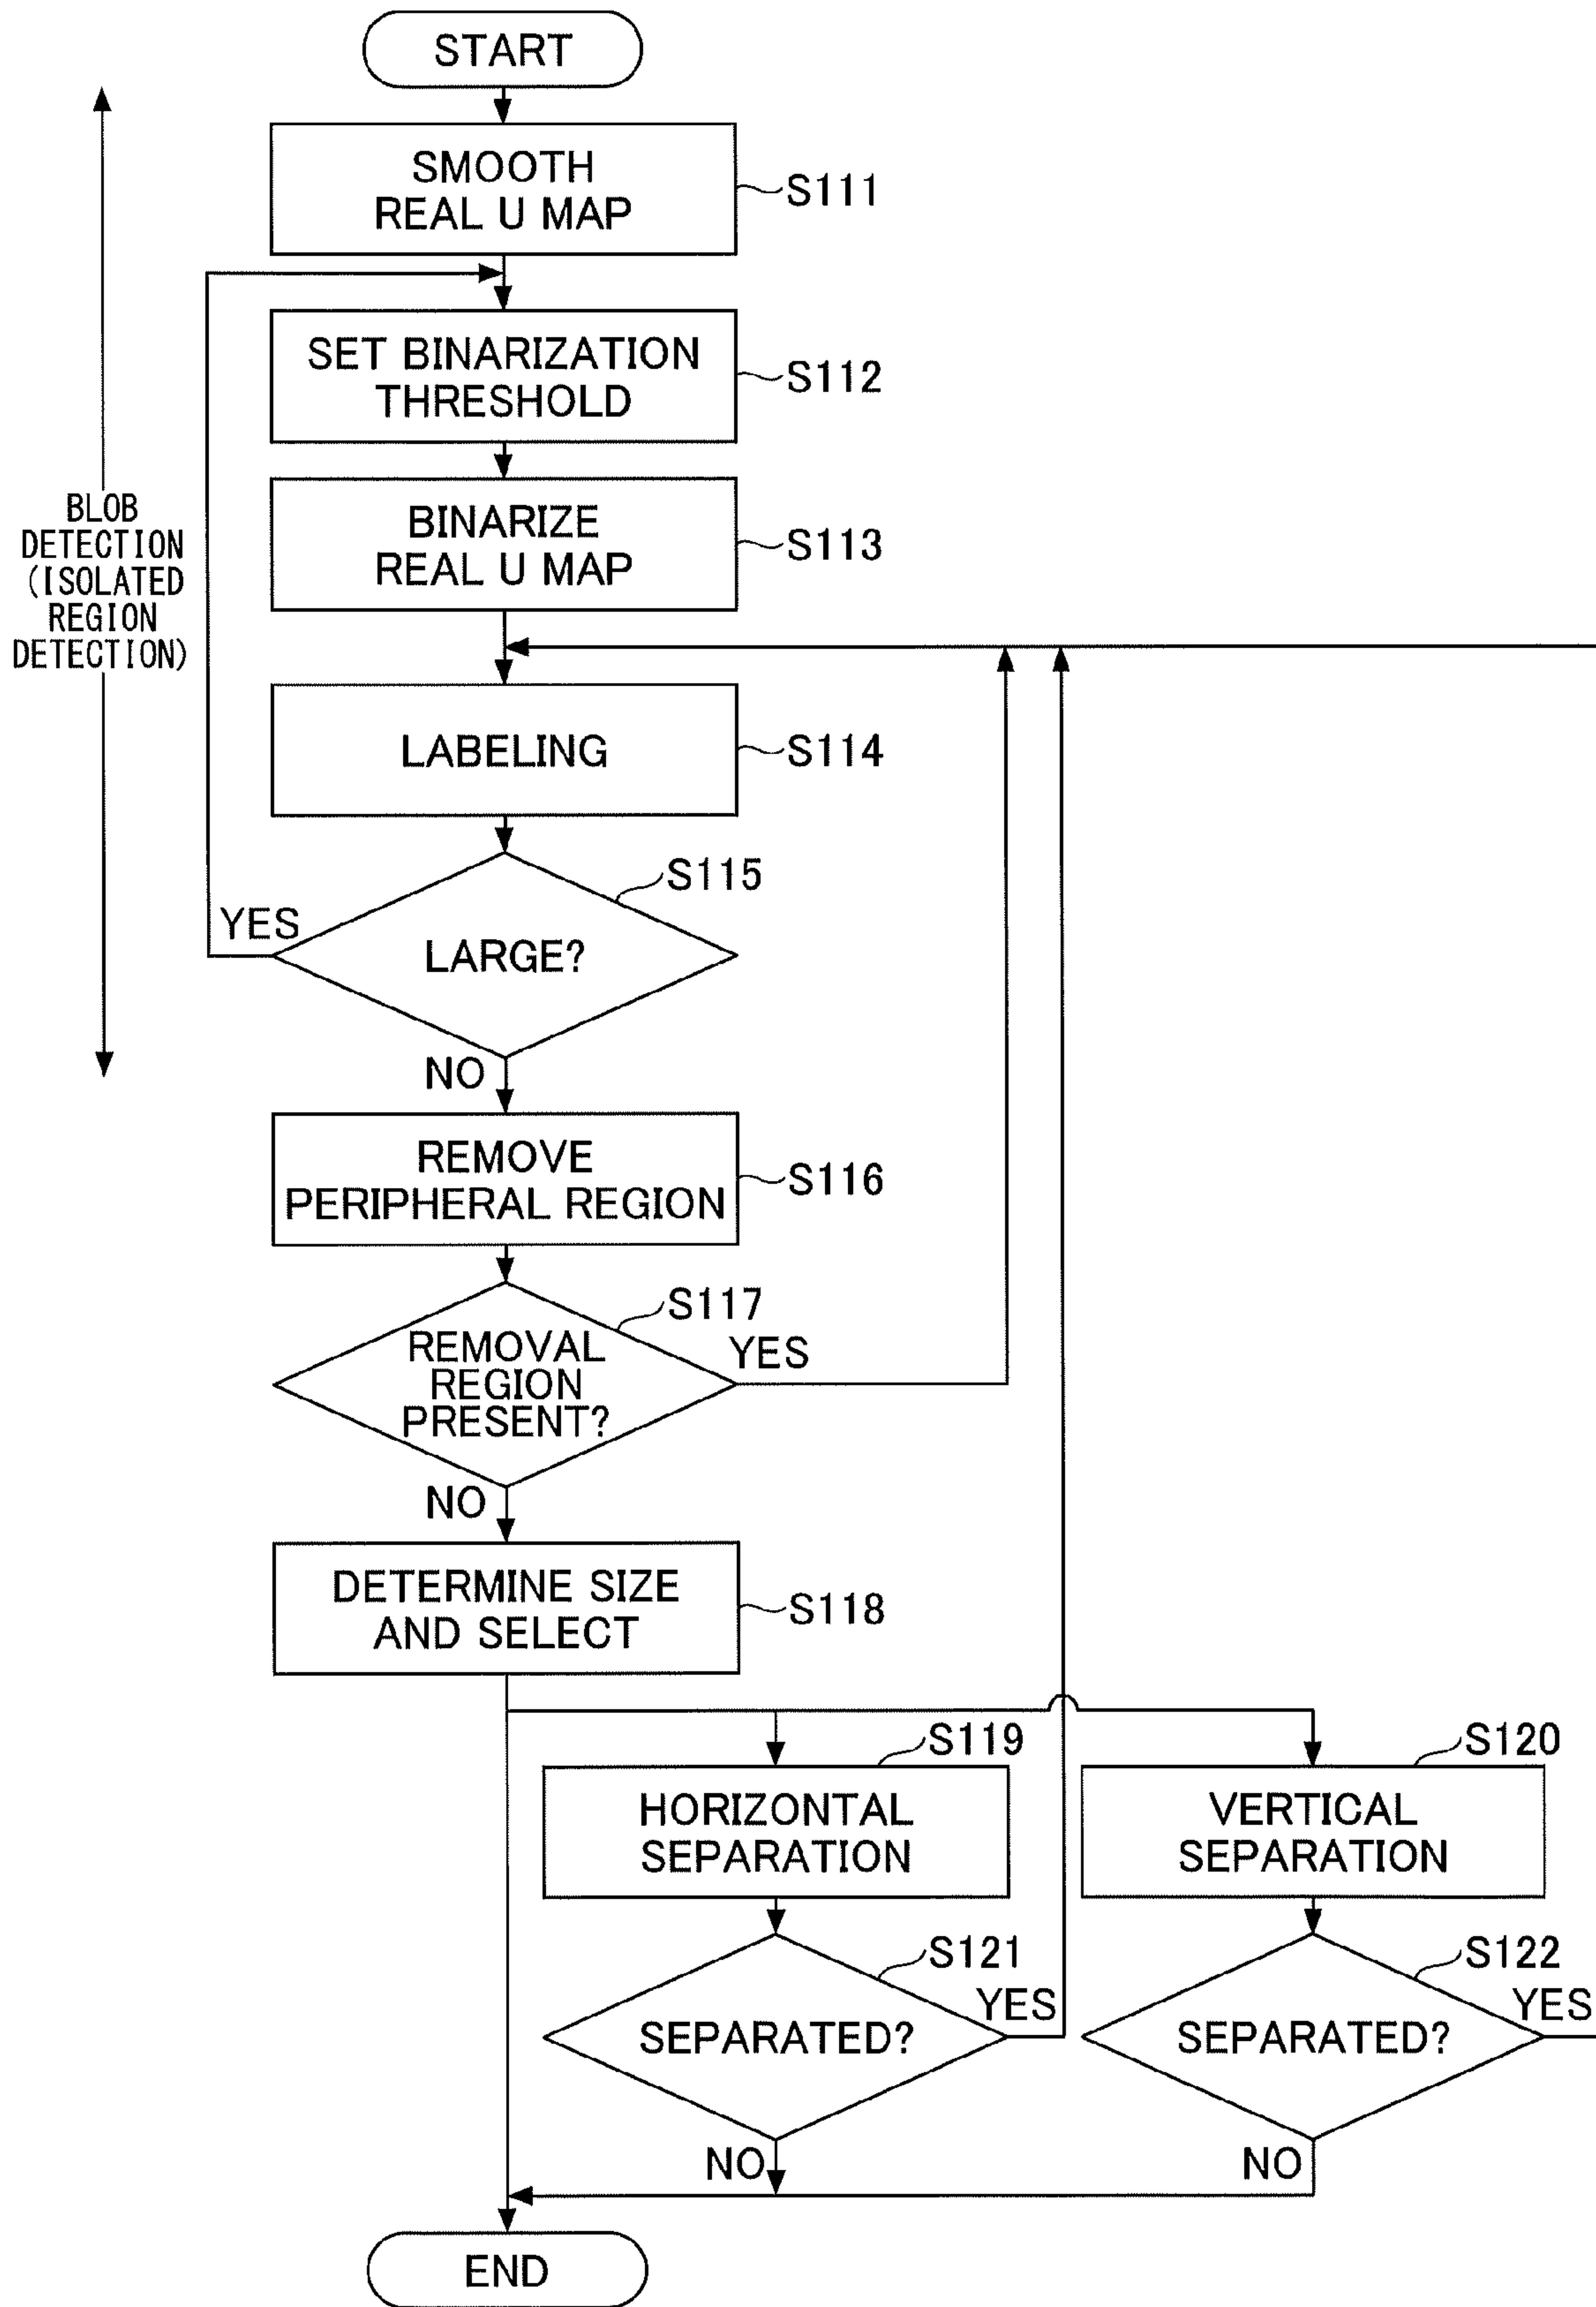 START
SMOOTH
REAL U MAP
S111
SET BINARIZATION
THRESHOLD
S112
BINARIZE
REAL U MAP
S113
BLOB
DETECTION
(ISOLATED
REGION
DETECTION)
LABELING
S114
S115
YES
LARGE?
NO
REMOVE
PERIPHERAL REGION
S116
S117
REMOVAL
REGION
PRESENT?
YES
NO
DETERMINE SIZE
AND SELECT
S118
S119
HORIZONTAL
SEPARATION
S120
VERTICAL
SEPARATION
S121
SEPARATED?
YES
NO
S122
SEPARATED?
YES
NO
END